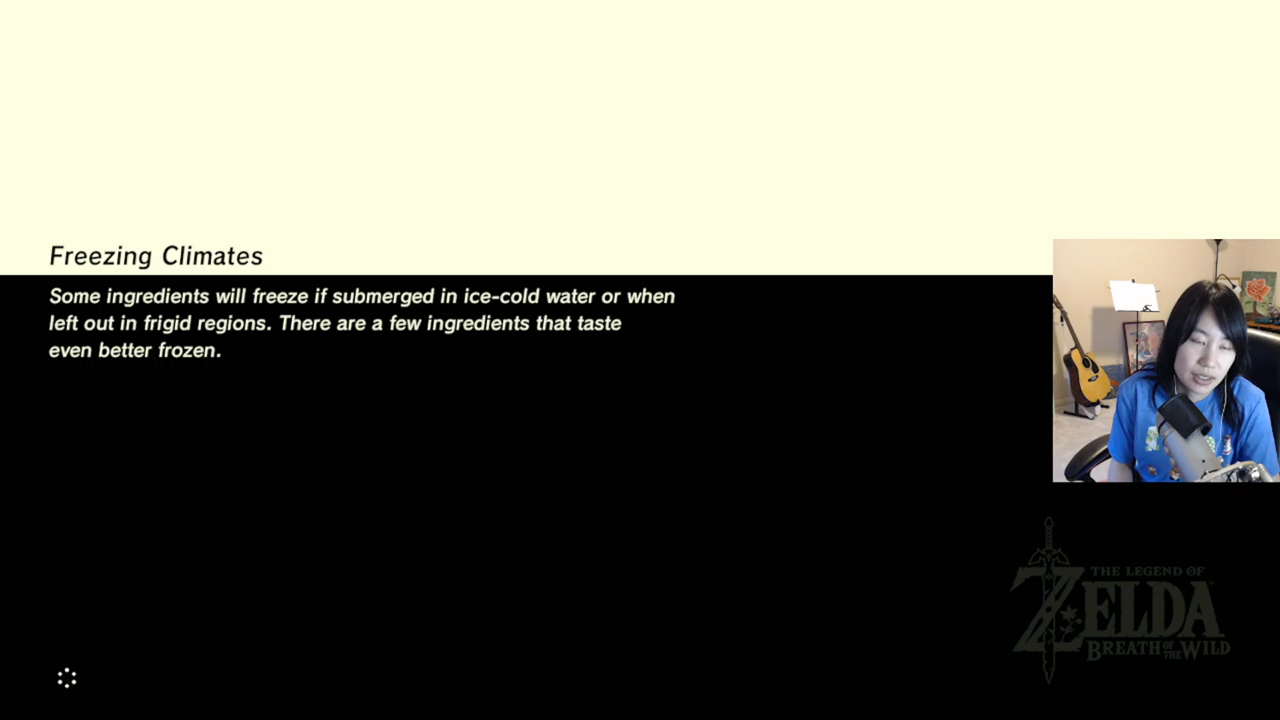 Freezing Climates
Some ingredients will freeze if submerged in ice-cold water or when
left out in frigid regions. There are a few ingredients that taste
even better frozen.
THE LEGEND OF
ZELDA
BREATH OF THE WILD